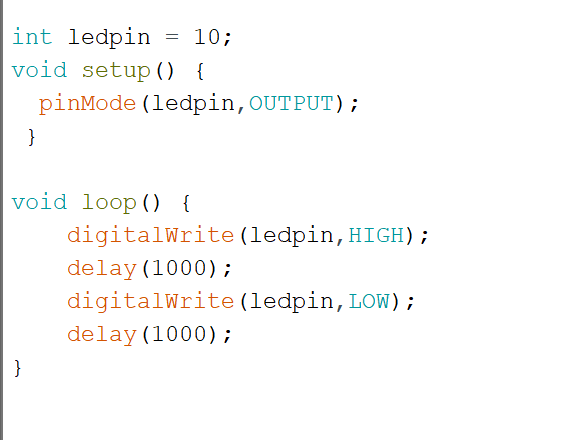 int ledpin = 10;
void setup() {
  pinMode(ledpin,OUTPUT);
 }

void loop() {
    digitalWrite(ledpin,HIGH);
    delay(1000);
    digitalWrite(ledpin,LOW);
    delay(1000);
}